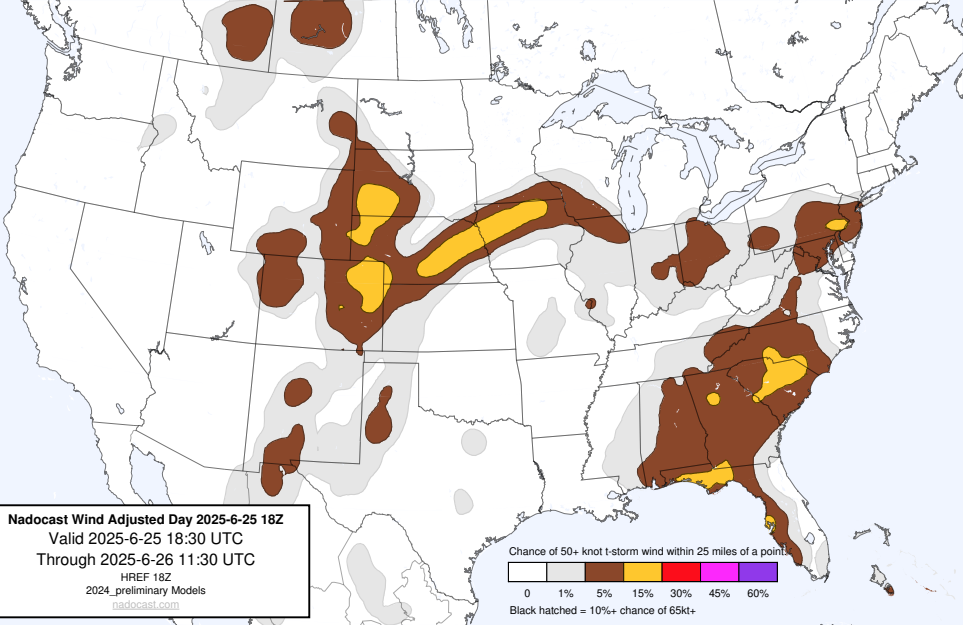 Nadocast Wind Adjusted Day 2025-6-25 18Z
Valid 2025-6-25 18:30 UTC
Through 2025-6-26 11:30 UTC
HREF 18Z
2024_preliminary Models
nadocast.com
Chance of 50+ knot t-storm wind within 25 miles of a point.
0 1% 5% 15% 30% 45% 60%
Black hatched = 10%+ chance of 65kt+